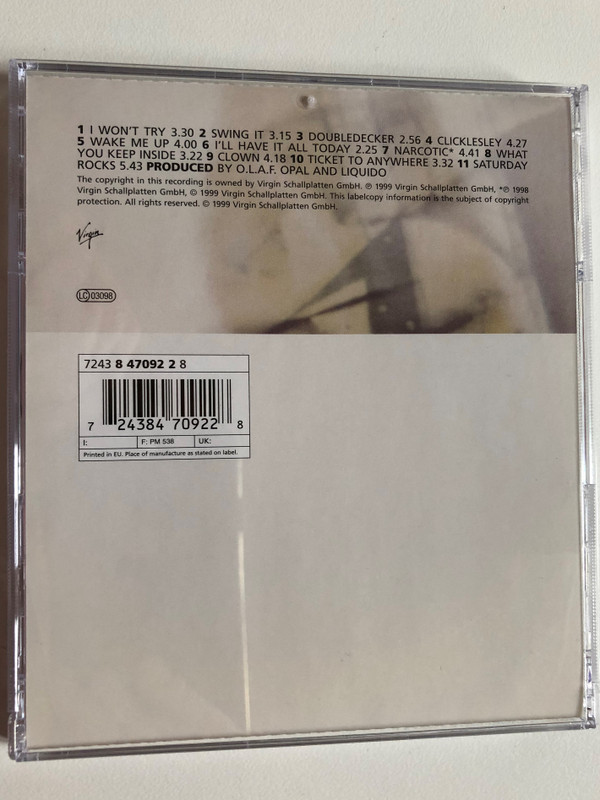 1 I WON'T TRY 3.30 2 SWING IT 3.15 3 DOUBLEDECKER 2.56 4 CLICKLESLEY 4.27
5 WAKE ME UP 4.00 6 I'LL HAVE IT ALL TODAY 2.25 7 NARCOTIC* 4.41 8 WHAT
YOU KEEP INSIDE 3.22 9 CLOWN 4.18 10 TICKET TO ANYWHERE 3.32 11 SATURDAY
ROCKS 5.43 PRODUCED BY O.L.A.F. OPAL AND LIQUIDO
The copyright in this recording is owned by Virgin Schallplatten GmbH. ℗ 1999 Virgin Schallplatten GmbH, *℗ 1998
Virgin Schallplatten GmbH, © 1999 Virgin Schallplatten GmbH. This labelcopy information is the subject of copyright
protection. All rights reserved. © 1999 Virgin Schallplatten GmbH.
Virgin
LC 03098
7243 8 47092 2 8
7 24384 70922 8
I: F: PM 538 UK:
Printed in EU. Place of manufacture as stated on label.